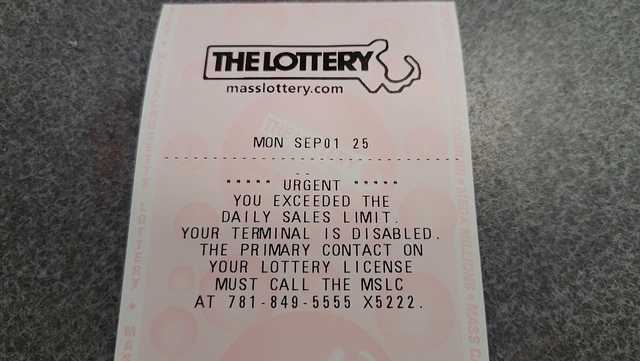 THE LOTTERY
masslottery.com
MON SEP01 25
- - - - - - - - - - - - - - - - - - - - - - - - - - - - - - - - - - - - - - - - -
- -
***** URGENT *****
YOU EXCEEDED THE
DAILY SALES LIMIT.
YOUR TERMINAL IS DISABLED.
THE PRIMARY CONTACT ON
YOUR LOTTERY LICENSE
MUST CALL THE MSLC
AT 781-849-5555 X5222.